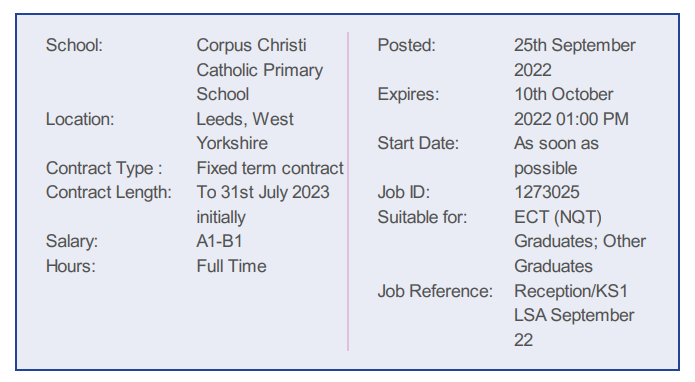 School: Corpus Christi
Catholic Primary
School
Location: Leeds, West
Yorkshire
Contract Type : Fixed term contract
Contract Length: To 31st July 2023
initially
Salary: A1-B1
Hours: Full Time
Posted: 25th September
2022
Expires: 10th October
2022 01:00 PM
Start Date: As soon as
possible
Job ID: 1273025
Suitable for: ECT (NQT)
Graduates; Other
Graduates
Job Reference: Reception/KS1
LSA September
22